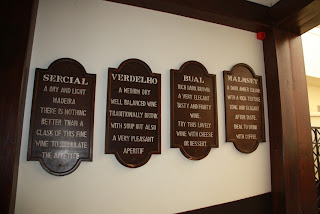 SERCIAL
A DRY AND LIGHT
MADEIRA
THERE IS NOTHING
BETTER THAN A
GLASS OF THIS FINE
WINE TO STIMULATE
THE APPETITE
VERDELHO
A MEDIUM DRY
WELL BALANCED WINE
TRADITIONALLY DRUNK
WITH SOUP BUT ALSO
A VERY PLEASANT
APERITIF
BUAL
RICH DARK BROWN
A VERY ELEGANT
TASTY AND FRUITY
WINE.
TRY THIS LOVELY
WINE WITH CHEESE
OR DESSERT.
MALMSEY
A DARK AMBER COLOUR
WITH A RICH TEXTURE
LONG AND ELEGANT
AFTER TASTE.
IDEAL TO DRINK
WITH COFFEE.